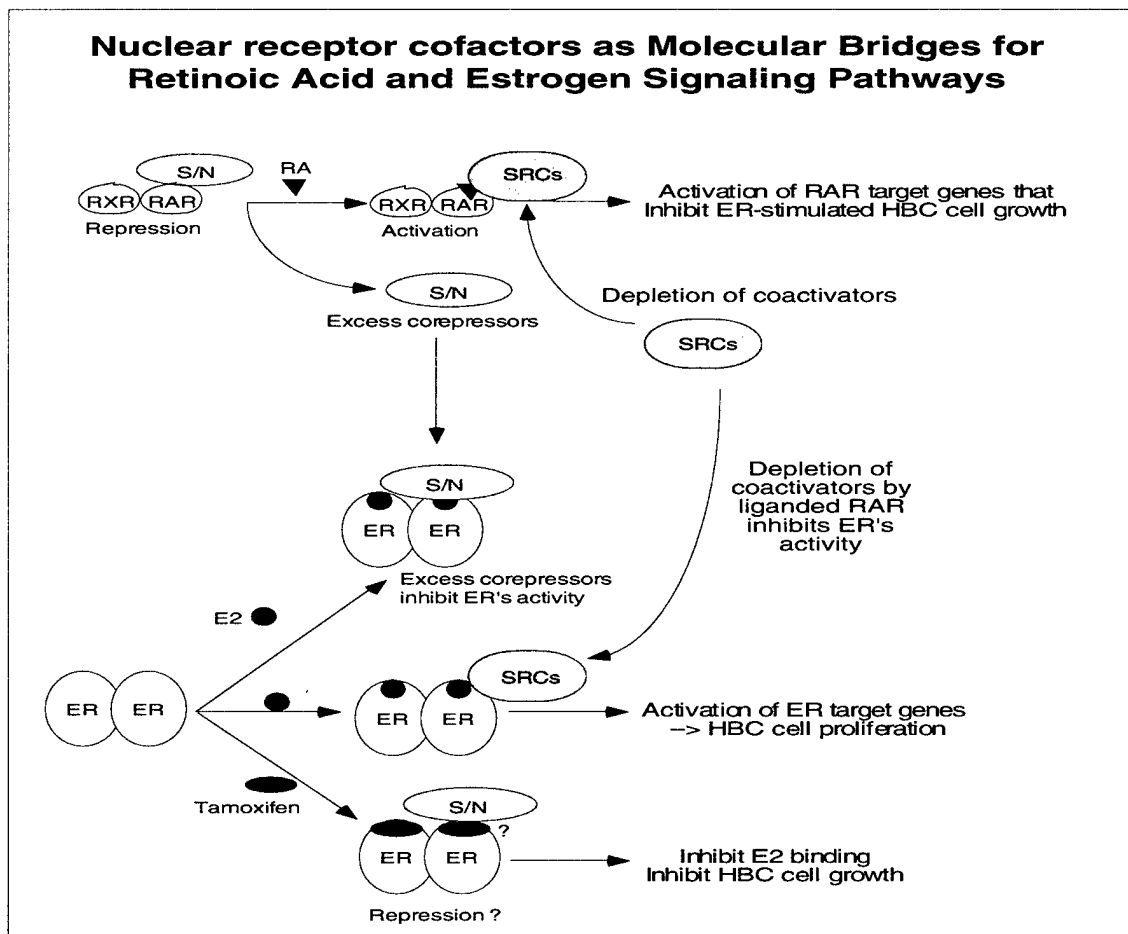 Nuclear receptor cofactors as Molecular Bridges for
Retinoic Acid and Estrogen Signaling Pathways
S/N
RXR
RAR
Repression
RA
RXR
RAR
SRCs
Activation
Activation of RAR target genes that
Inhibit ER-stimulated HBC cell growth
S/N
Excess corepressors
Depletion of coactivators
SRCs
S/N
ER
ER
Excess corepressors
inhibit ER's activity
Depletion of
coactivators by
liganded RAR
inhibits ER's
activity
E2
ER
ER
SRCs
ER
ER
Activation of ER target genes
--> HBC cell proliferation
Tamoxifen
S/N
?
ER
ER
Repression ?
Inhibit E2 binding
Inhibit HBC cell growth